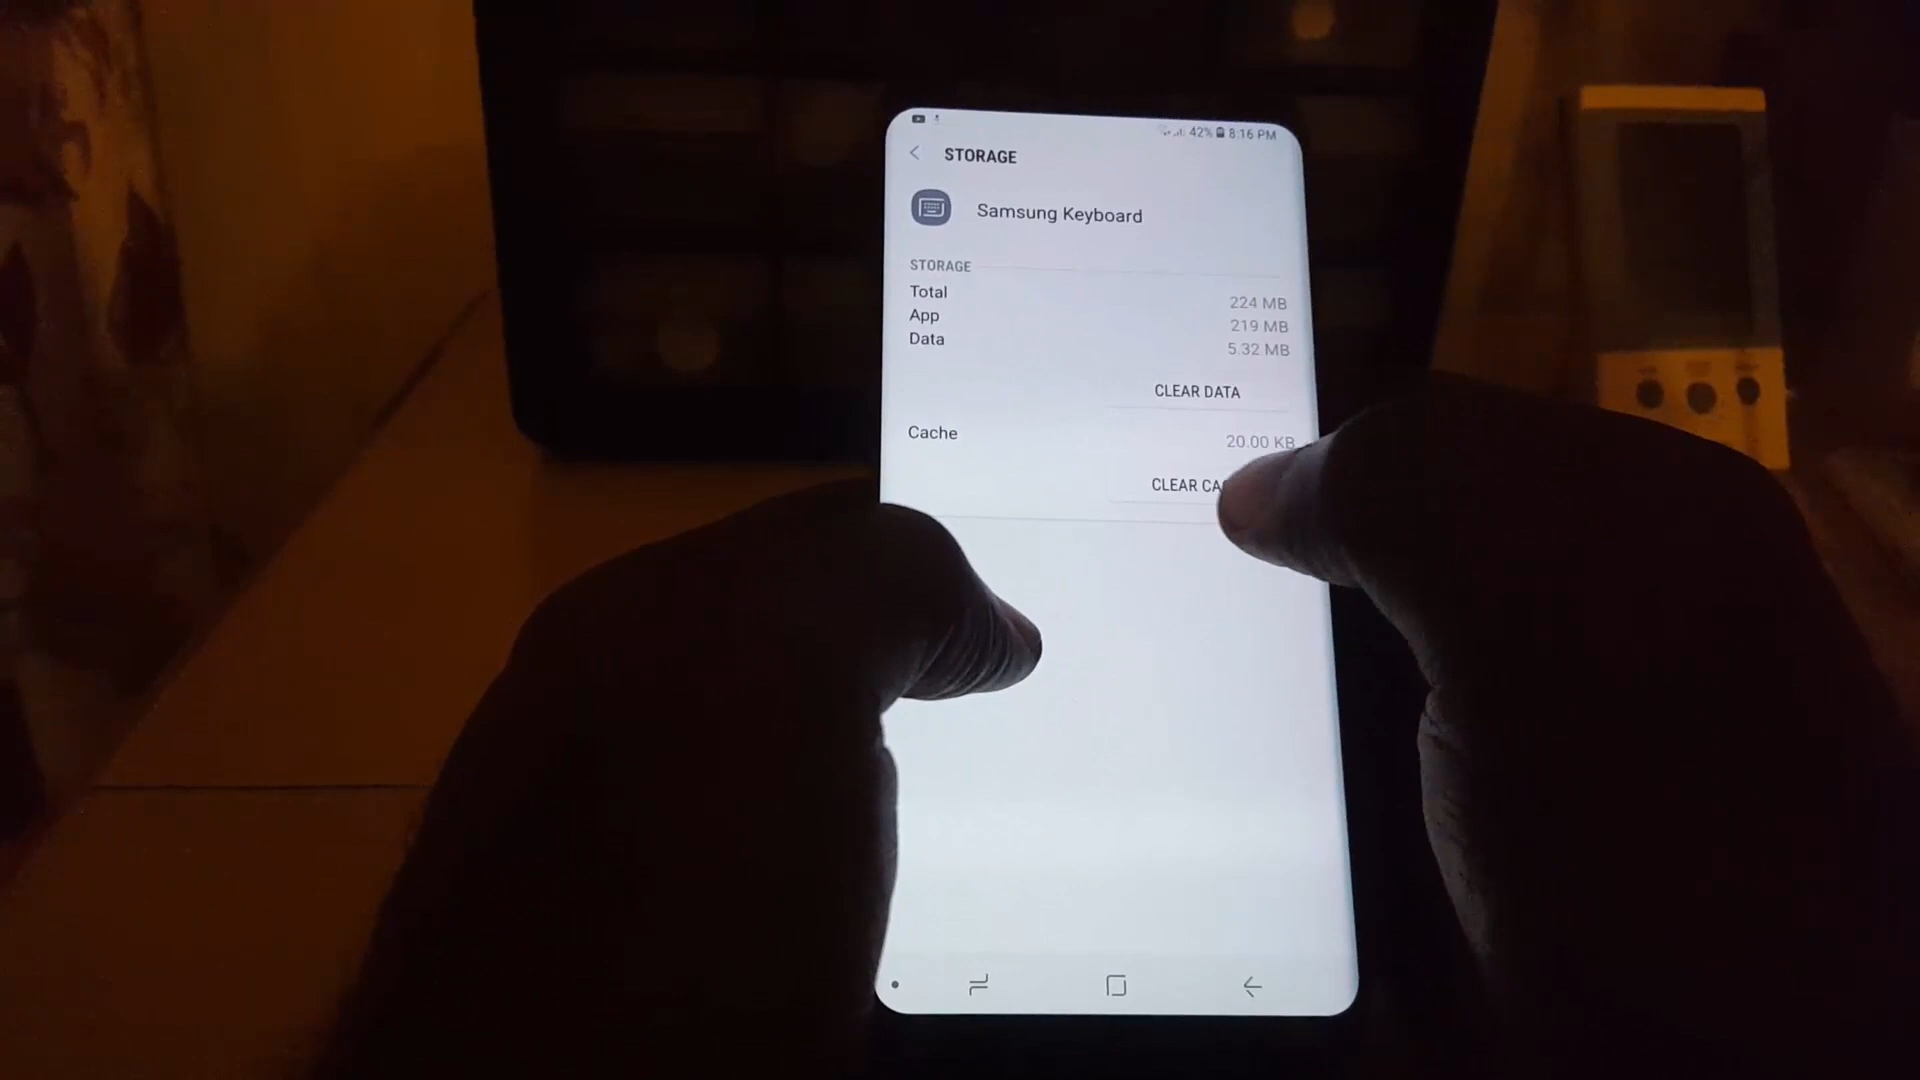 42% 8:16 PM
STORAGE
Samsung Keyboard
STORAGE
Total 224 MB
App 219 MB
Data 5.32 MB
CLEAR DATA
Cache 20.00 KB
CLEAR CA